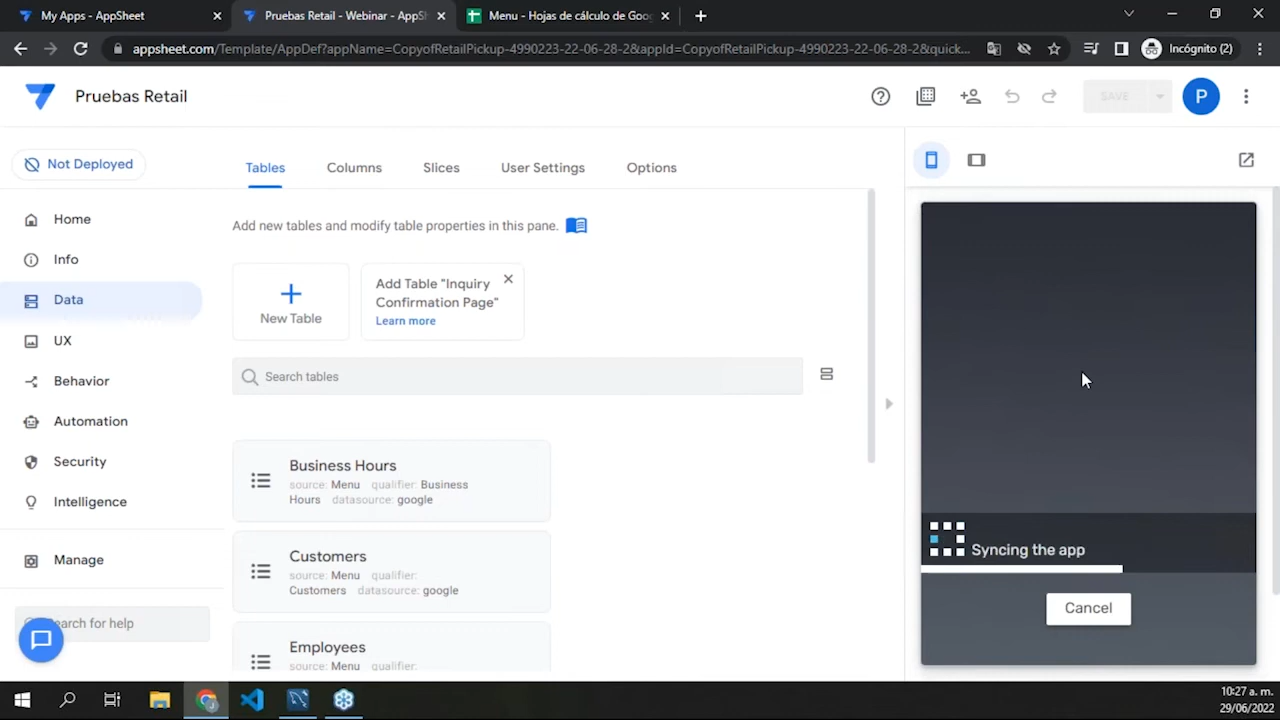 My Apps - AppSheet
Pruebas Retail - Webinar - AppSh
Menu - Hojas de cálculo de Goog
appsheet.com/Template/AppDef?appName=CopyofRetailPickup-4990223-22-06-28-2&appId=CopyofRetailPickup-4990223-22-06-28-2&quick...
Incógnito (2)
Pruebas Retail
SAVE
P
Not Deployed
Tables
Columns
Slices
User Settings
Options
Home
Info
Data
UX
Behavior
Automation
Security
Intelligence
Manage
earch for help
Add new tables and modify table properties in this pane.
New Table
Add Table "Inquiry
Confirmation Page"
Learn more
Search tables
Business Hours
source: Menu qualifier: Business
Hours datasource: google
Customers
source: Menu qualifier:
Customers datasource: google
Employees
source: Menu qualifier:
Syncing the app
Cancel
10:27 a. m.
29/06/2022